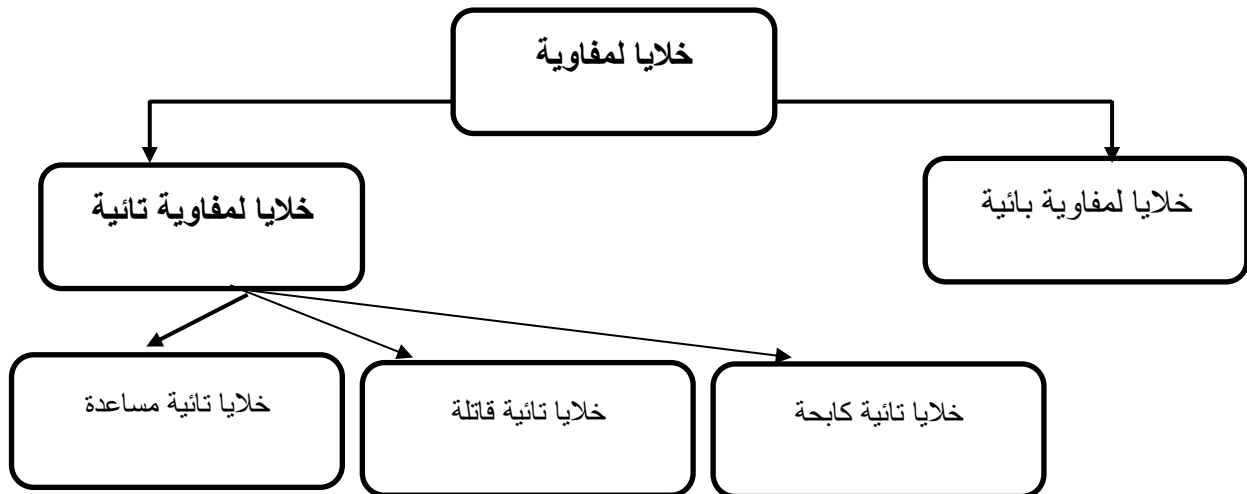 خلايا لمفاوية
خلايا لمفاوية بائية
خلايا لمفاوية تائية
خلايا تائية كابحة
خلايا تائية قاتلة
خلايا تائية مساعدة